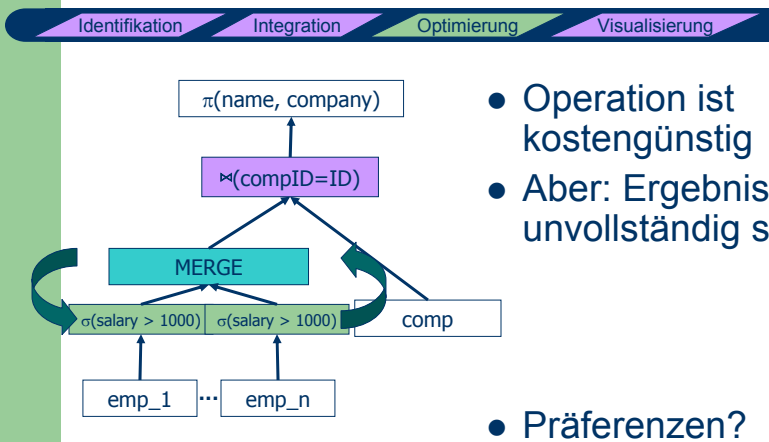 Identifikation Integration Optimierung Visualisierung
π(name, company)
⋈(compID=ID)
MERGE
σ(salary > 1000) σ(salary > 1000) comp
emp_1 ... emp_n
● Operation ist
kostengünstig
● Aber: Ergebnis
unvollständig s
● Präferenzen?